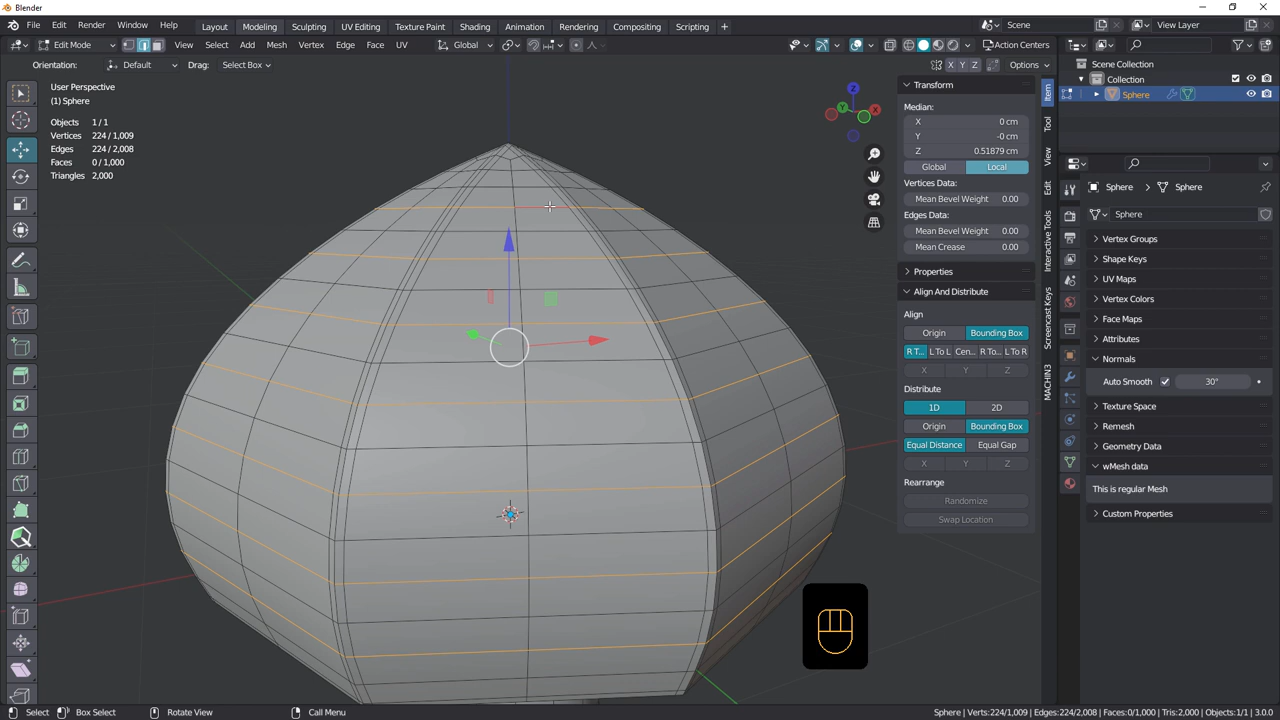 Blender
File Edit Render Window Help Layout Modeling Sculpting UV Editing Texture Paint Shading Animation Rendering Compositing Scripting + Scene View Layer
Edit Mode View Select Add Mesh Vertex Edge Face UV Global Action Centers
Orientation: Default Drag: Select Box X Y Z Options
User Perspective
(1) Sphere
Objects 1 / 1
Vertices 224 / 1,009
Edges 224 / 2,008
Faces 0 / 1,000
Triangles 2,000
Z
Y
X
Transform
Median:
X 0 cm
Y -0 cm
Z 0.51879 cm
Global Local
Vertices Data:
Mean Bevel Weight 0.00
Edges Data:
Mean Bevel Weight 0.00
Mean Crease 0.00
Properties
Align And Distribute
Align
Origin Bounding Box
R T... L To L Cen... R To... L To R
X Y Z
Distribute
1D 2D
Origin Bounding Box
Equal Distance Equal Gap
X Y Z
Rearrange
Randomize
Swap Location
Item
Tool
View
Edit
Interactive Tools
Screencast Keys
MACHIN3
Scene Collection
Collection
Sphere
Sphere Sphere
Sphere
Vertex Groups
Shape Keys
UV Maps
Vertex Colors
Face Maps
Attributes
Normals
Auto Smooth 30°
Texture Space
Remesh
Geometry Data
wMesh data
This is regular Mesh
Custom Properties
Select Box Select Rotate View Call Menu Sphere | Verts:224/1,009 | Edges:224/2,008 | Faces:0/1,000 | Tris:2,000 | Objects:1/1 | 3.0.0